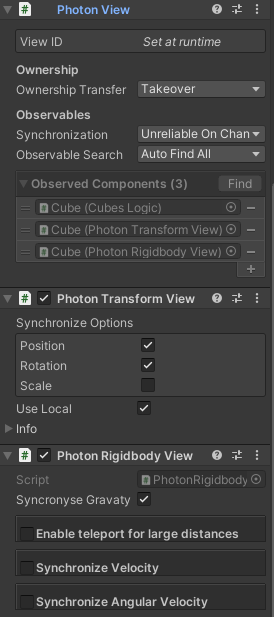 Photon View
View ID Set at runtime
Ownership
Ownership Transfer Takeover
Observables
Synchronization Unreliable On Chan
Observable Search Auto Find All
Observed Components (3) Find
Cube (Cubes Logic)
Cube (Photon Transform View)
Cube (Photon Rigidbody View)
Photon Transform View
Synchronize Options
Position
Rotation
Scale
Use Local
Info
Photon Rigidbody View
Script PhotonRigidbody
Syncronyse Gravaty
Enable teleport for large distances
Synchronize Velocity
Synchronize Angular Velocity